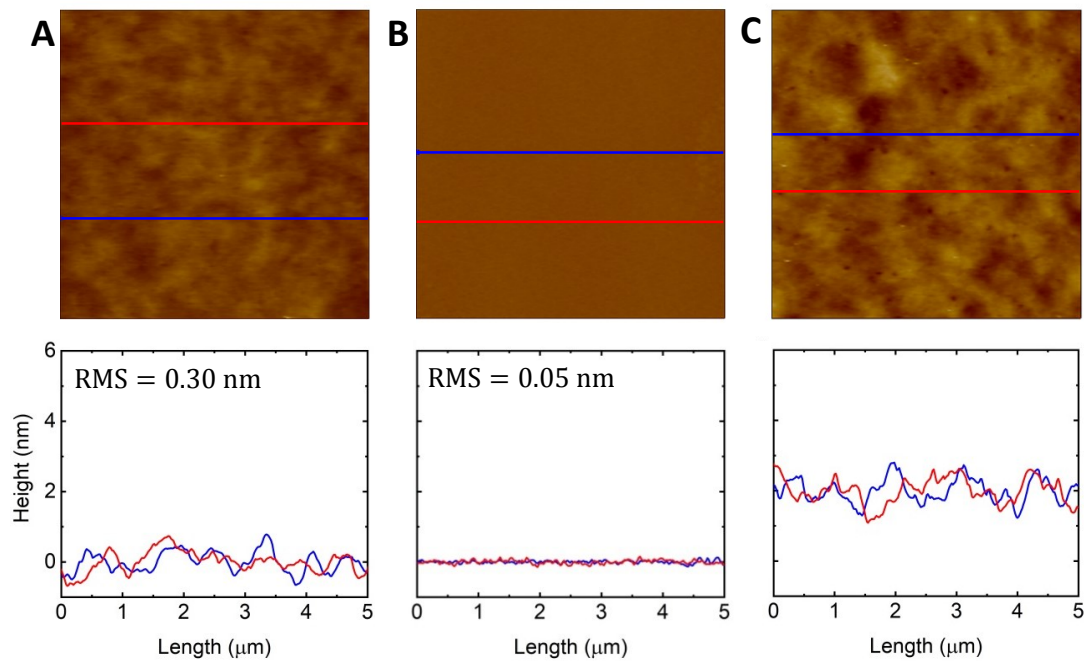 A
B
C
6
4
2
0
Height (nm)
RMS = 0.30 nm
0 1 2 3 4 5
Length (μm)
RMS = 0.05 nm
0 1 2 3 4 5
Length (μm)
0 1 2 3 4 5
Length (μm)